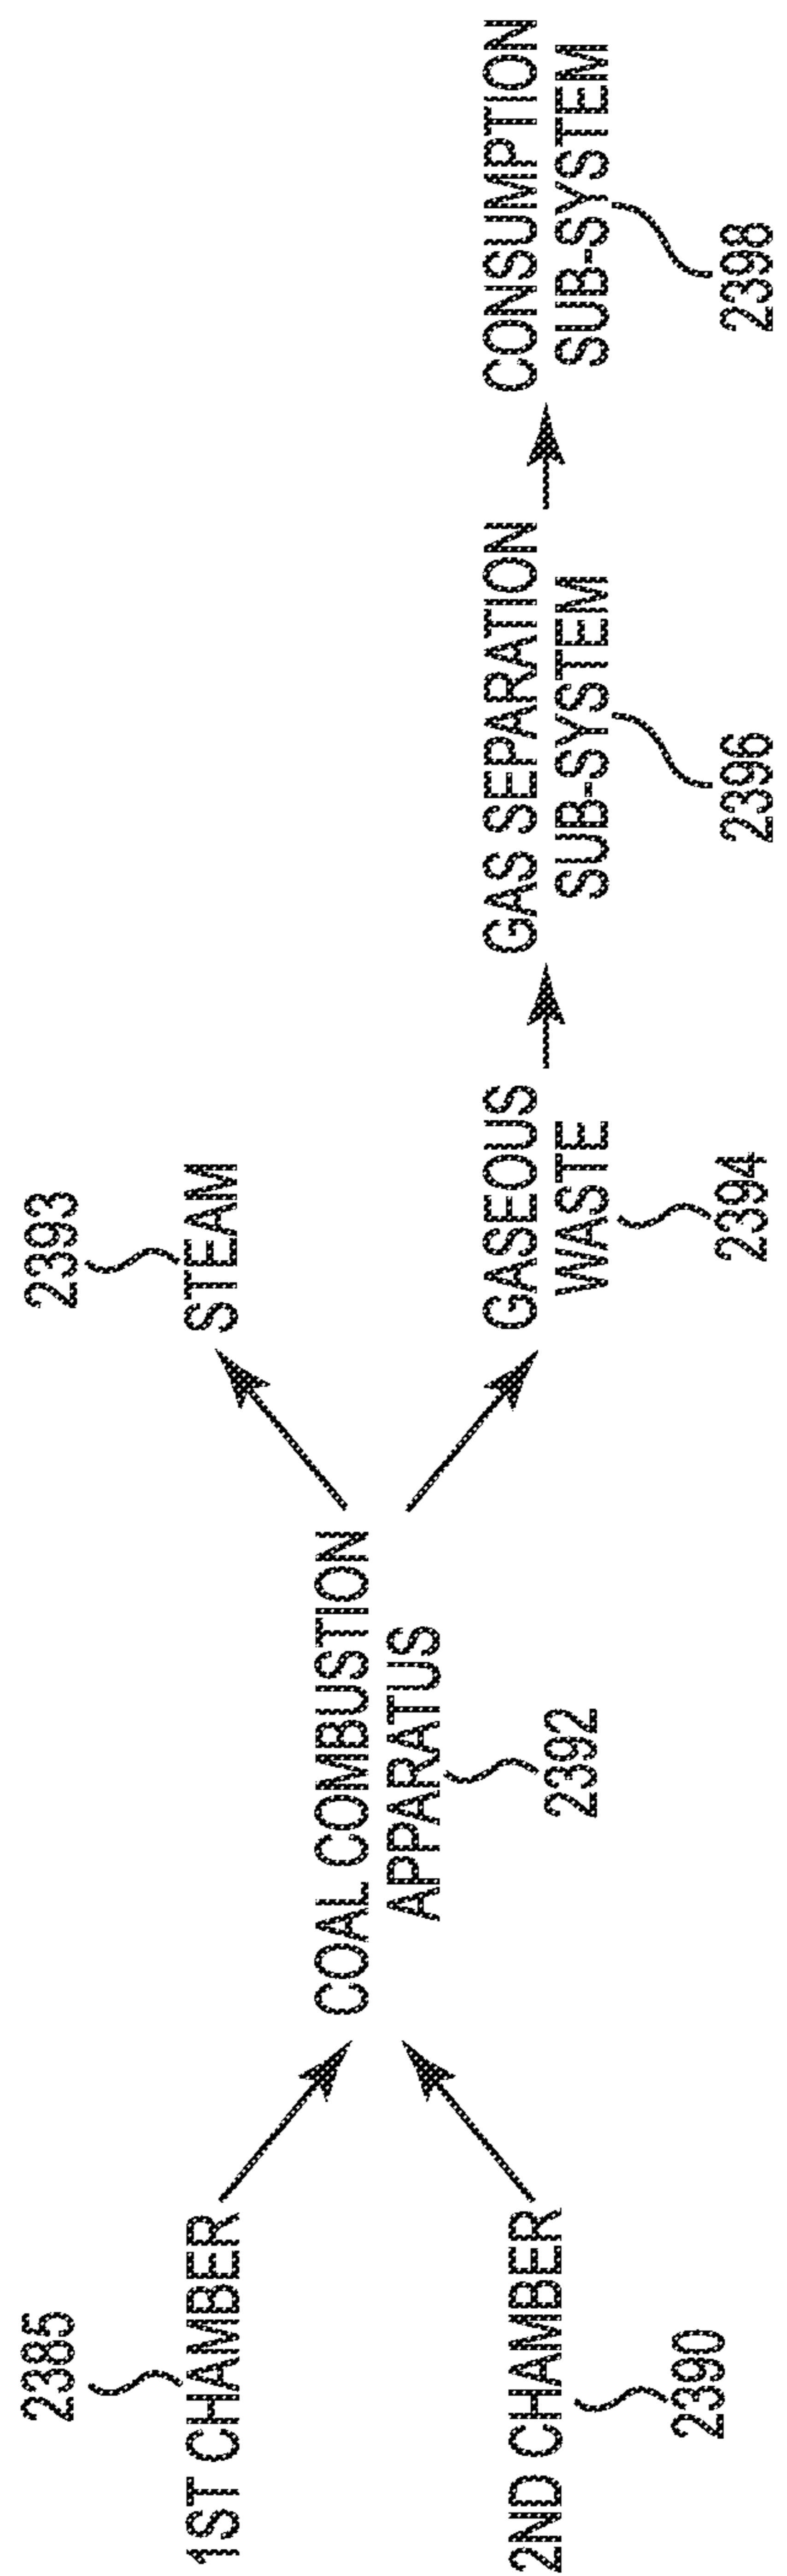 2385
1ST CHAMBER
2ND CHAMBER
2390
COAL COMBUSTION
APPARATUS
2392
2393
STEAM
GASEOUS
WASTE
2394
GAS SEPARATION
SUB-SYSTEM
2396
CONSUMPTION
SUB-SYSTEM
2398